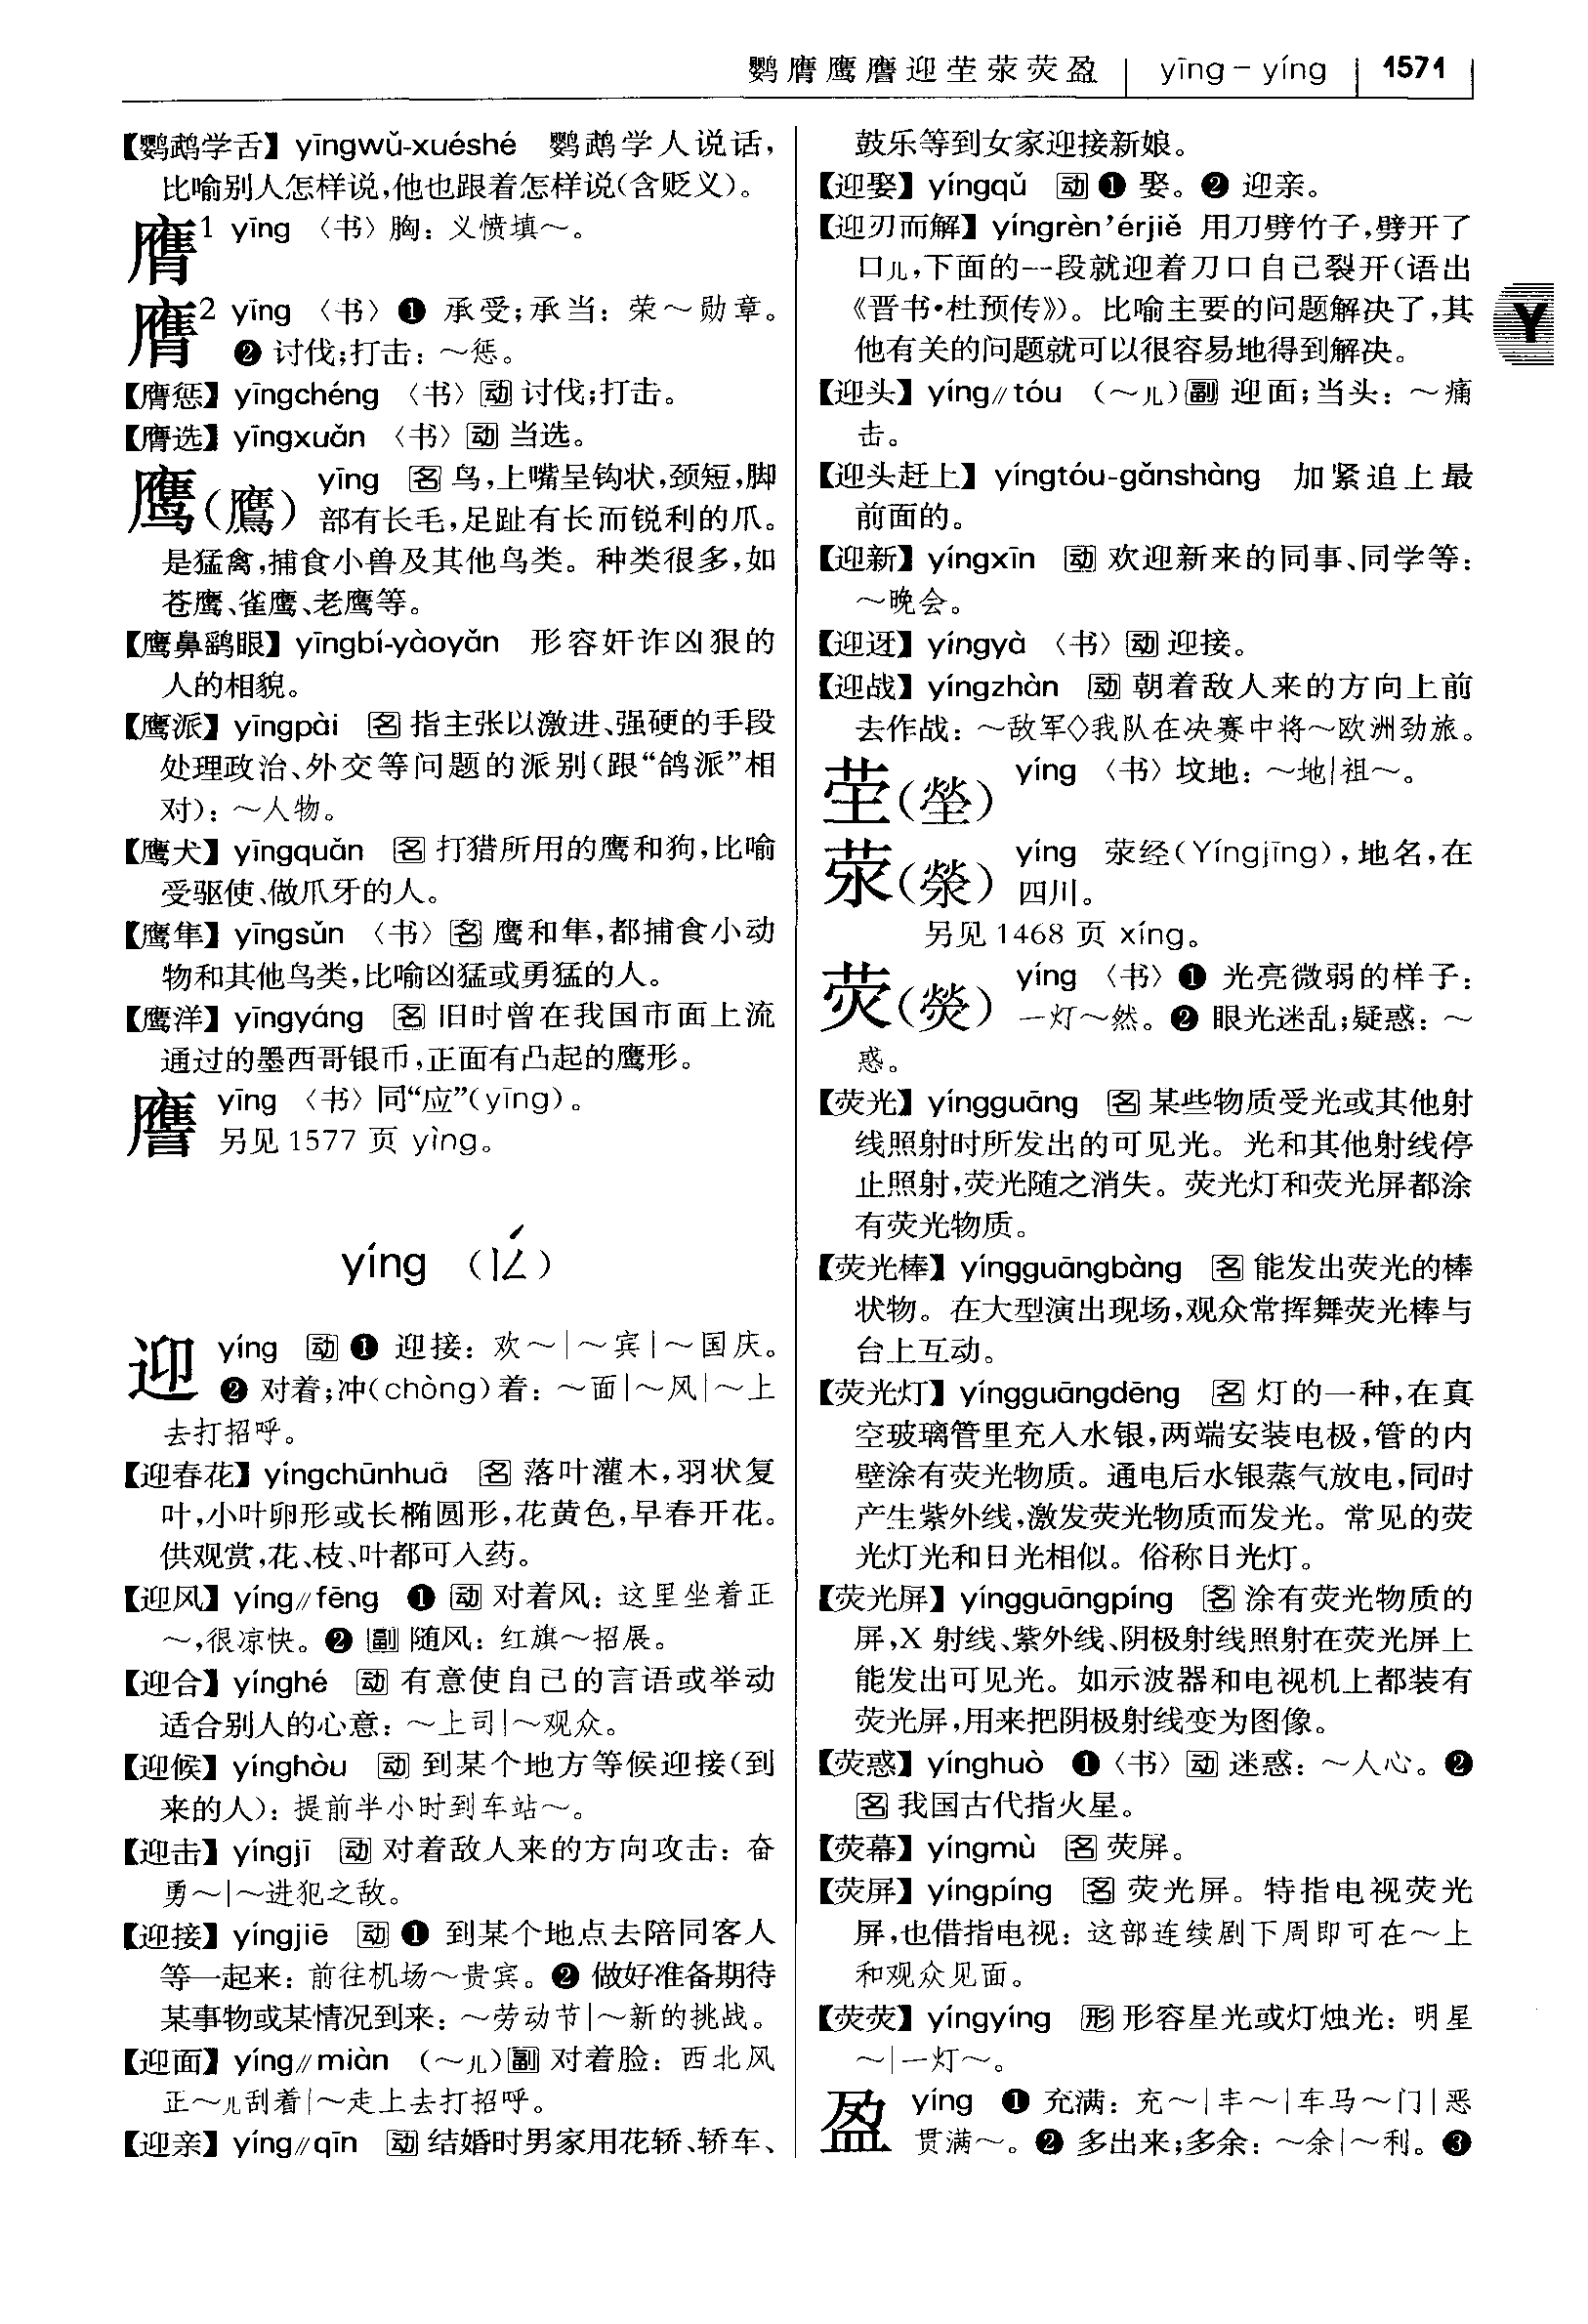 鹦膺鹰譍迎茔荥荧盈 yīng – yíng 1571
【鹦鹉学舌】yīngwǔ-xuéshé 鹦鹉学人说话,
比喻别人怎样说,他也跟着怎样说(含贬义)。
膺1 yīng 〈书〉胸：义愤填～。
膺2 yīng 〈书〉❶ 承受;承当：荣～勋章。
❷ 讨伐;打击：～惩。
【膺惩】yīngchéng 〈书〉动 讨伐;打击。
【膺选】yīngxuǎn 〈书〉动 当选。
鹰(鷹) yīng 名 鸟,上嘴呈钩状,颈短,脚
部有长毛,足趾有长而锐利的爪。
是猛禽,捕食小兽及其他鸟类。种类很多,如
苍鹰、雀鹰、老鹰等。
【鹰鼻鹞眼】yīngbí-yàoyǎn 形容奸诈凶狠的
人的相貌。
【鹰派】yīngpài 名 指主张以激进、强硬的手段
处理政治、外交等问题的派别(跟“鸽派”相
对)：～人物。
【鹰犬】yīngquǎn 名 打猎所用的鹰和狗,比喻
受驱使、做爪牙的人。
【鹰隼】yīngsǔn 〈书〉名 鹰和隼,都捕食小动
物和其他鸟类,比喻凶猛或勇猛的人。
【鹰洋】yīngyáng 名 旧时曾在我国市面上流
通过的墨西哥银币,正面有凸起的鹰形。
譍 yīng 〈书〉同“应”(yīng)。
另见 1577 页 yìng。
yíng (ㄧㄥˊ)
迎 yíng 动 ❶ 迎接：欢～|～宾|～国庆。
❷ 对着;冲(chòng)着：～面|～风|～上
去打招呼。
【迎春花】yíngchūnhuā 名 落叶灌木,羽状复
叶,小叶卵形或长椭圆形,花黄色,早春开花。
供观赏,花、枝、叶都可入药。
【迎风】yíng//fēng ❶ 动 对着风：这里坐着正
～,很凉快。❷ 副 随风：红旗～招展。
【迎合】yínghé 动 有意使自己的言语或举动
适合别人的心意：～上司|～观众。
【迎候】yínghòu 动 到某个地方等候迎接(到
来的人)：提前半小时到车站～。
【迎击】yíngjī 动 对着敌人来的方向攻击：奋
勇～|～进犯之敌。
【迎接】yíngjiē 动 ❶ 到某个地点去陪同客人
等一起来：前往机场～贵宾。❷ 做好准备期待
某事物或某情况到来：～劳动节|～新的挑战。
【迎面】yíng//miàn (～儿)副 对着脸：西北风
正～儿刮着|～走上去打招呼。
【迎亲】yíng//qīn 动 结婚时男家用花轿、轿车、
鼓乐等到女家迎接新娘。
【迎娶】yíngqǔ 动 ❶ 娶。❷ 迎亲。
【迎刃而解】yíngrèn’érjiě 用刀劈竹子,劈开了
口儿,下面的一段就迎着刀口自己裂开(语出
《晋书·杜预传》)。比喻主要的问题解决了,其
他有关的问题就可以很容易地得到解决。
【迎头】yíng//tóu (～儿)副 迎面;当头：～痛
击。
【迎头赶上】yíngtóu-gǎnshàng 加紧追上最
前面的。
【迎新】yíngxīn 动 欢迎新来的同事、同学等：
～晚会。
【迎迓】yíngyà 〈书〉动 迎接。
【迎战】yíngzhàn 动 朝着敌人来的方向上前
去作战：～敌军◇我队在决赛中将～欧洲劲旅。
茔(塋) yíng 〈书〉坟地：～地|祖～。
荥(滎) yíng 荥经(Yíngjīng),地名,在
四川。
另见 1468 页 xíng。
荧(熒) yíng 〈书〉❶ 光亮微弱的样子：
一灯～然。❷ 眼光迷乱;疑惑：～
惑。
【荧光】yíngguāng 名 某些物质受光或其他射
线照射时所发出的可见光。光和其他射线停
止照射,荧光随之消失。荧光灯和荧光屏都涂
有荧光物质。
【荧光棒】yíngguāngbàng 名 能发出荧光的棒
状物。在大型演出现场,观众常挥舞荧光棒与
台上互动。
【荧光灯】yíngguāngdēng 名 灯的一种,在真
空玻璃管里充入水银,两端安装电极,管的内
壁涂有荧光物质。通电后水银蒸气放电,同时
产生紫外线,激发荧光物质而发光。常见的荧
光灯光和日光相似。俗称日光灯。
【荧光屏】yíngguāngpíng 名 涂有荧光物质的
屏,X 射线、紫外线、阴极射线照射在荧光屏上
能发出可见光。如示波器和电视机上都装有
荧光屏,用来把阴极射线变为图像。
【荧惑】yínghuò ❶〈书〉动 迷惑：～人心。❷
名 我国古代指火星。
【荧幕】yíngmù 名 荧屏。
【荧屏】yíngpíng 名 荧光屏。特指电视荧光
屏,也借指电视：这部连续剧下周即可在～上
和观众见面。
【荧荧】yíngyíng 形 形容星光或灯烛光：明星
～|一灯～。
盈 yíng ❶ 充满：充～|丰～|车马～门|恶
贯满～。❷ 多出来;多余：～余|～利。❸
Y